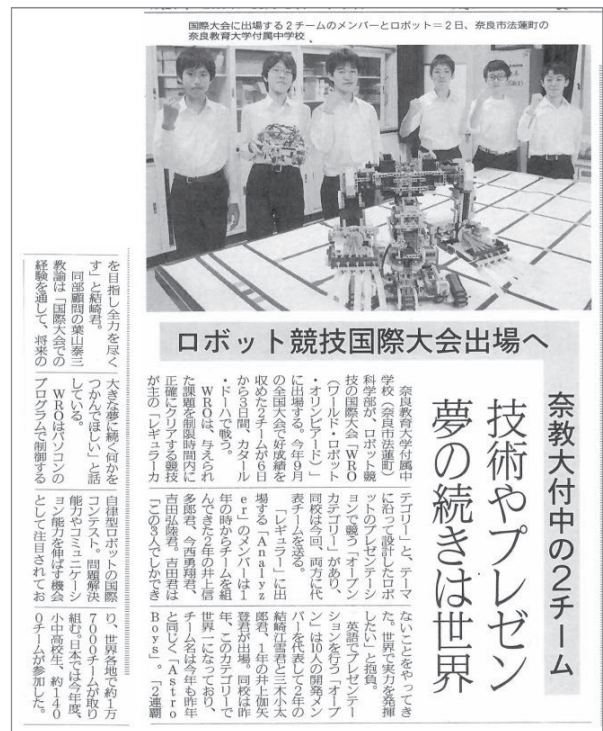 国際大会に出場する2チームのメンバーとロボット＝2日、奈良市法蓮町の
奈良教育大学付属中学校
ロボット競技国際大会出場へ
奈教大付中の2チーム
技術やプレゼン
夢の続きは世界
奈良教育大学付属中
学校（奈良市法蓮町）
科学部が、ロボット競
技の国際大会「WRO
（ワールド・ロボット
・オリンピアード）」
に出場する。今年9月
の全国大会で好成績を
収めた2チームが6日
から3日間、カタール
・ドーハで戦う。
WROは、与えられ
た課題を制限時間内に
正確にクリアする競技
が主の「レギュラーカ
テゴリー」と、テーマ
に沿って設計したロボ
ットのプレゼンテーシ
ョンで競う「オープン
カテゴリー」があり、
同校は今回、両方に代
表チームを送る。
「レギュラー」に出
場する「Analyz
er」のメンバーは1
年の時からチームを組
んできた2年の井上信
多郎君、今西勇翔君、
吉田弘陸君。吉田君は
「この3人でしかでき
ないことをやってき
た。世界で実力を発揮
したい」と抱負。
英語でプレゼンテー
ションを行う「オープ
ン」は10人の開発メン
バーを代表して2年の
結崎江雪君と三木小太
郎君、1年の井上伽矢
登君が出場。同校は昨
年、このカテゴリーで
世界一になっており、
チーム名は今年も昨年
と同じく「Astro
Boys」。「2連覇
を目指し全力を尽く
す」と結崎君。
同部顧問の葉山泰三
教諭は「国際大会での
経験を通して、将来の
大きな夢に続く何かを
つかんでほしい」と話
している。
WROはパソコンの
プログラムで制御する
自律型ロボットの国際
コンテスト。問題解決
能力やコミュニケーシ
ョン能力を伸ばす機会
として注目されてお
り、世界各地で約1万
7000チームが取り
組む。日本では今年度、
小中高校生、約140
0チームが参加した。